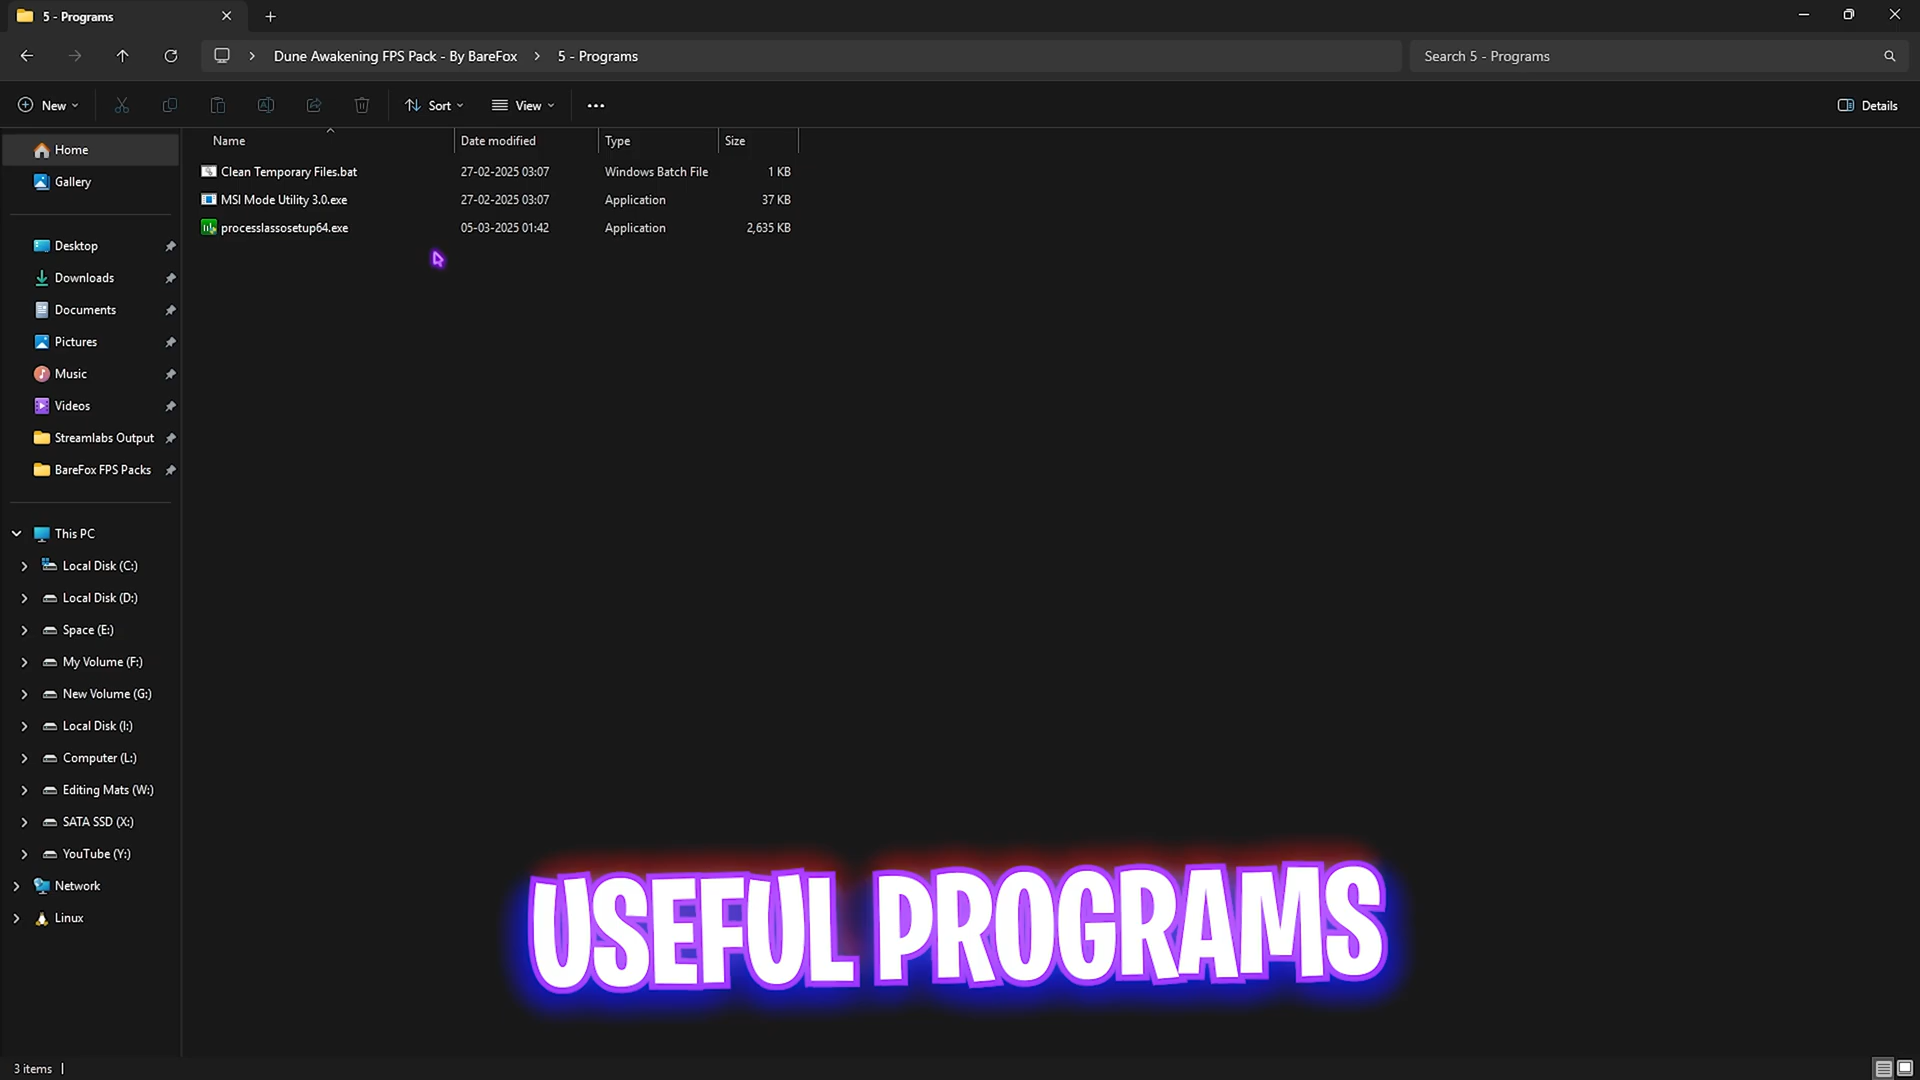 5 - Programs
Dune Awakening FPS Pack - By BareFox > 5 - Programs
Search 5 - Programs
New
Sort
View
Details
Name
Date modified
Type
Size
Clean Temporary Files.bat 27-02-2025 03:07 Windows Batch File 1 KB
MSI Mode Utility 3.0.exe 27-02-2025 03:07 Application 37 KB
processlassosetup64.exe 05-03-2025 01:42 Application 2,635 KB
Home
Gallery
Desktop
Downloads
Documents
Pictures
Music
Videos
Streamlabs Output
BareFox FPS Packs
This PC
Local Disk (C:)
Local Disk (D:)
Space (E:)
My Volume (F:)
New Volume (G:)
Local Disk (I:)
Computer (L:)
Editing Mats (W:)
SATA SSD (X:)
YouTube (Y:)
Network
Linux
USEFUL PROGRAMS
3 items